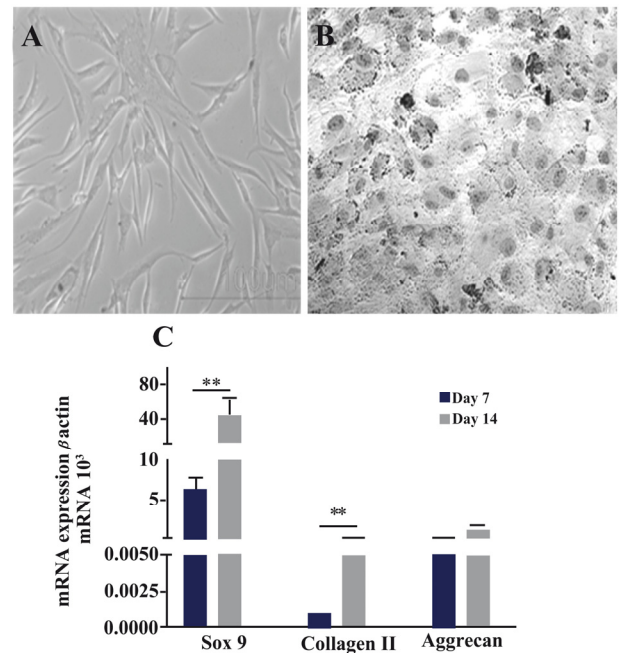 A
B
C
mRNA expression βactin
mRNA 10³
80
40
10
5
0.0050
0.0025
0.0000
**
**
Day 7
Day 14
Sox 9
Collagen II
Aggrecan